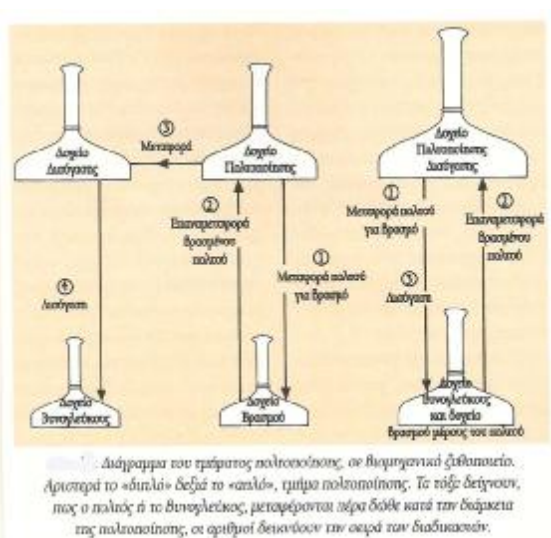 Δοχείο
Διαύγασης
③
Μεταφορά
Δοχείο
Πολτοποίησης
Δοχείο
Πολτοποίησης
Διαύγασης
②
Επαναμεταφορά
βρασμένου
πολτού
①
Μεταφορά πολτού
για βρασμό
①
Μεταφορά πολτού
για βρασμό
②
Επαναμεταφορά
βρασμένου
πολτού
④
Διαύγαση
③
Διαύγαση
Δοχείο
Βυνογλεύκους
Δοχείο
Βρασμού
Δοχείο
Βυνογλεύκους
και δοχείο
βρασμού μέρους του πολτού
Διάγραμμα του τμήματος πολτοποίησης, σε βιομηχανικό ζυθοποιείο.
Αριστερά το «διπλό» δεξιά το «απλό», τμήμα πολτοποίησης. Τα τόξα δείχνουν,
πως ο πολτός ή το βυνογλεύκος, μεταφέρονται πέρα δώθε κατά την διάρκεια
της πολτοποίησης, οι αριθμοί δεικνύουν την σειρά των διαδικασιών.